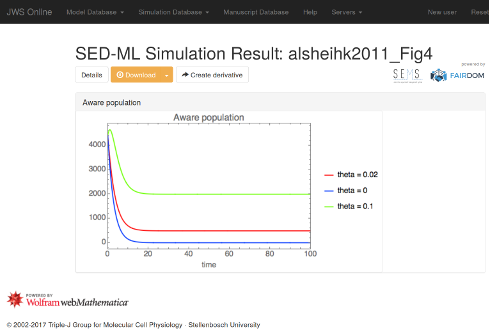 JWS Online Model Database Simulation Database Manuscript Database Help Servers New user Reset
SED-ML Simulation Result: alsheihk2011_Fig4
powered by
Details Download Create derivative SEMS FAIRDOM
Aware population
Aware population
4000
3000
2000
1000
0
0 20 40 60 80 100
time
theta = 0.02
theta = 0
theta = 0.1
POWERED BY
Wolfram webMathematica
© 2002-2017 Triple-J Group for Molecular Cell Physiology - Stellenbosch University